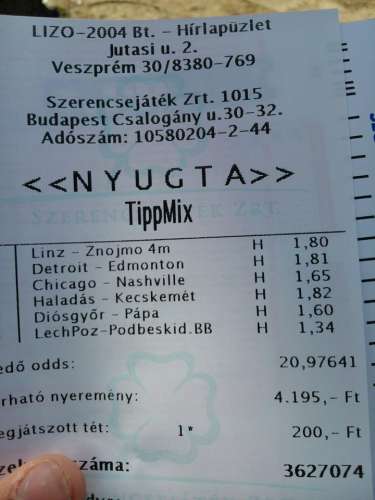 LIZO-2004 Bt. - Hírlapüzlet
Jutasi u. 2.
Veszprém 30/8380-769
Szerencsejáték Zrt. 1015
Budapest Csalogány u.30-32.
Adószám: 10580204-2-44
<<NYUGTA>>
TippMix
Linz - Znojmo 4m H 1,80
Detroit - Edmonton H 1,81
Chicago - Nashville H 1,65
Haladás - Kecskemét H 1,82
Diósgyőr - Pápa H 1,60
LechPoz-Podbeskid.BB H 1,34
edő odds: 20,97641
rható nyeremény: 4.195,- Ft
egjátszott tét: 1* 200,- Ft
száma: 3627074